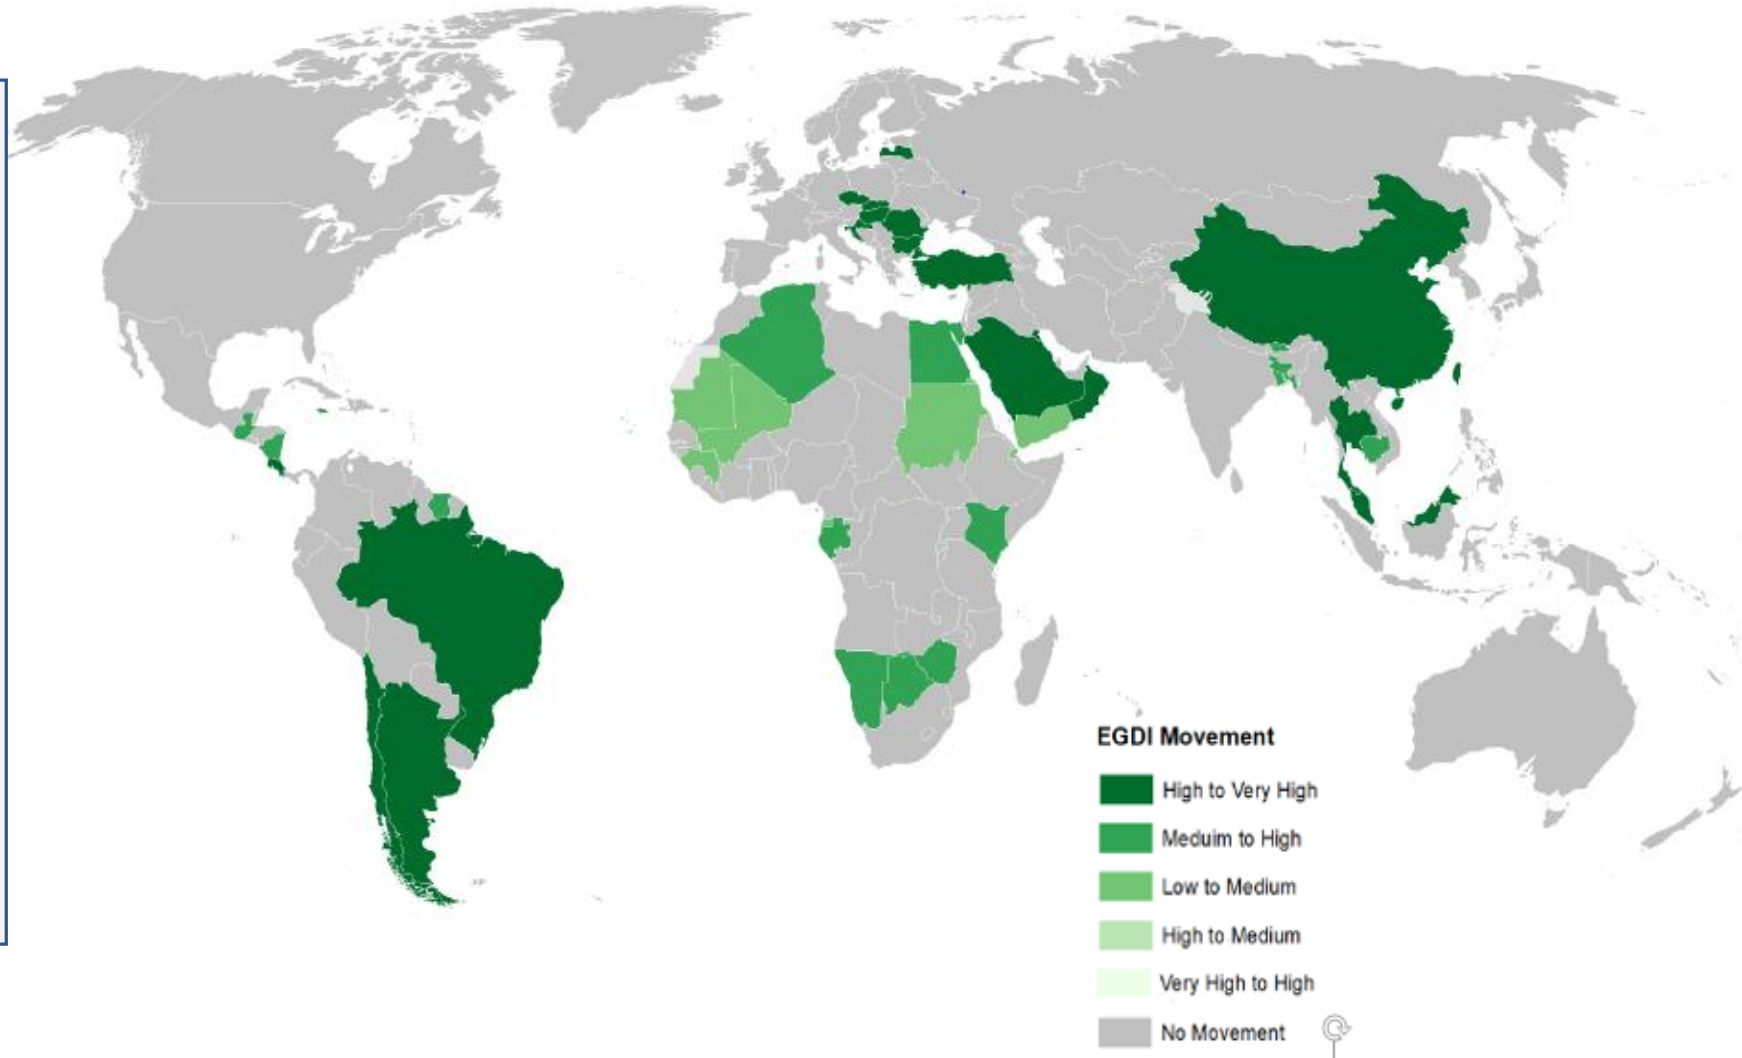 EGDI Movement
High to Very High
Meduim to High
Low to Medium
High to Medium
Very High to High
No Movement